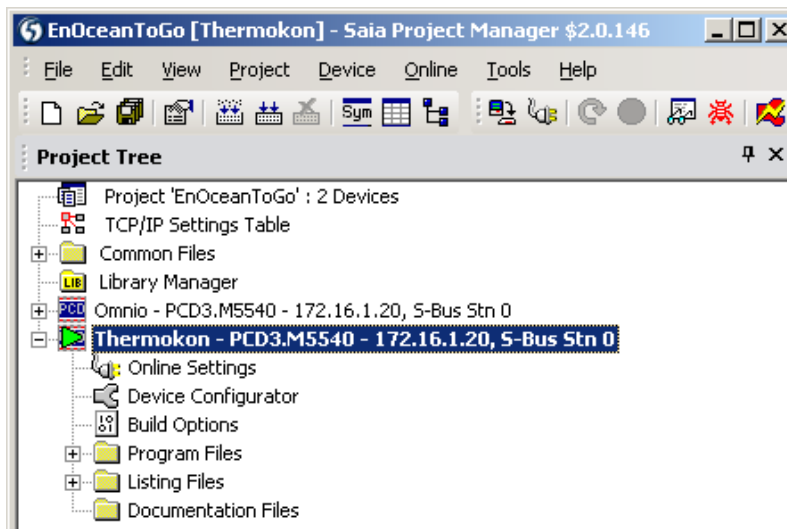 EnOceanToGo [Thermokon] - Saia Project Manager $2.0.146
File Edit View Project Device Online Tools Help
Sym
Project Tree
Project 'EnOceanToGo' : 2 Devices
TCP/IP Settings Table
Common Files
LIB Library Manager
PCD Omnio - PCD3.M5540 - 172.16.1.20, S-Bus Stn 0
Thermokon - PCD3.M5540 - 172.16.1.20, S-Bus Stn 0
Online Settings
Device Configurator
Build Options
Program Files
Listing Files
Documentation Files